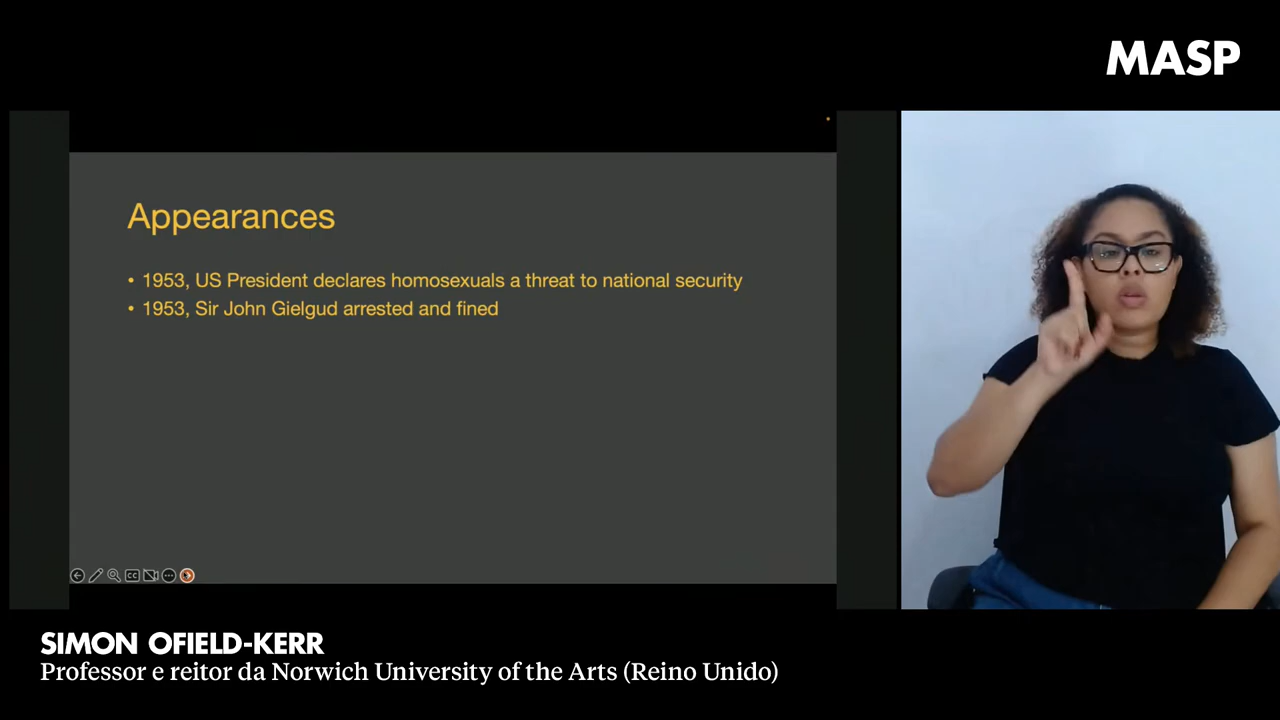 MASP
Appearances
• 1953, US President declares homosexuals a threat to national security
• 1953, Sir John Gielgud arrested and fined
CC
SIMON OFIELD-KERR
Professor e reitor da Norwich University of the Arts (Reino Unido)